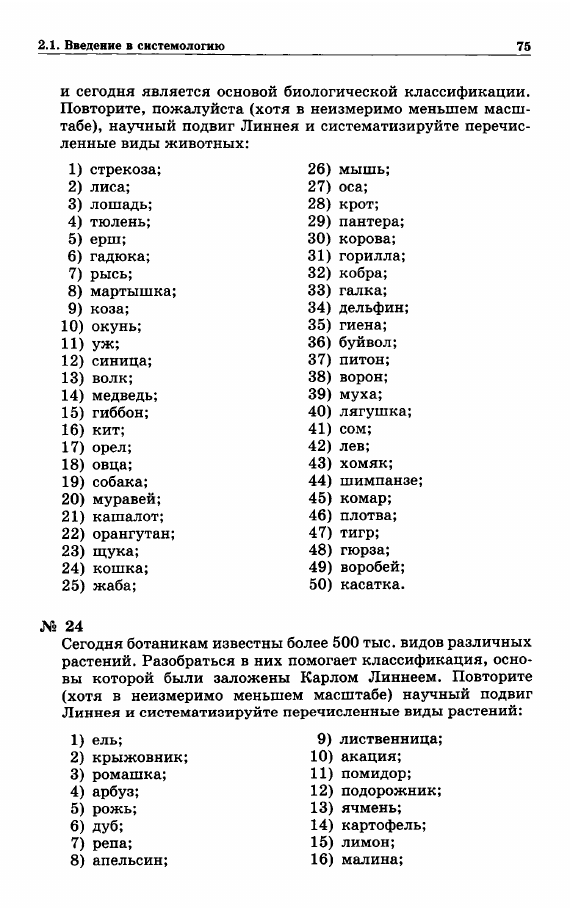 2.1. Введение в системологию 75
и сегодня является основой биологической классификации.
Повторите, пожалуйста (хотя в неизмеримо меньшем масш-
табе), научный подвиг Линнея и систематизируйте перечис-
ленные виды животных:
1) стрекоза;
2) лиса;
3) лошадь;
4) тюлень;
5) ерш;
6) гадюка;
7) рысь;
8) мартышка;
9) коза;
10) окунь;
11) уж;
12) синица;
13) волк;
14) медведь;
15) гиббон;
16) кит;
17) орел;
18) овца;
19) собака;
20) муравей;
21) кашалот;
22) орангутан;
23) щука;
24) кошка;
25) жаба;
26) мышь;
27) оса;
28) крот;
29) пантера;
30) корова;
31) горилла;
32) кобра;
33) галка;
34) дельфин;
35) гиена;
36) буйвол;
37) питон;
38) ворон;
39) муха;
40) лягушка;
41) сом;
42) лев;
43) хомяк;
44) шимпанзе;
45) комар;
46) плотва;
47) тигр;
48) гюрза;
49) воробей;
50) касатка.
№ 24
Сегодня ботаникам известны более 500 тыс. видов различных
растений. Разобраться в них помогает классификация, осно-
вы которой были заложены Карлом Линнеем. Повторите
(хотя в неизмеримо меньшем масштабе) научный подвиг
Линнея и систематизируйте перечисленные виды растений:
1) ель;
2) крыжовник;
3) ромашка;
4) арбуз;
5) рожь;
6) дуб;
7) репа;
8) апельсин;
9) лиственница;
10) акация;
11) помидор;
12) подорожник;
13) ячмень;
14) картофель;
15) лимон;
16) малина;